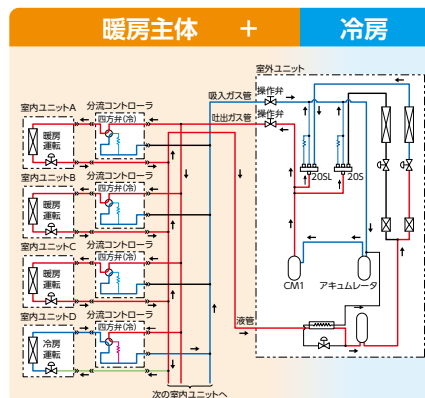 暖房主体 + 冷房
室外ユニット
吸入ガス管 操作弁
吐出ガス管 操作弁
室内ユニットA 分流コントローラ
四方弁(冷)
暖房
運転
室内ユニットB 分流コントローラ
四方弁(冷)
暖房
運転
20SL 20S
室内ユニットC 分流コントローラ
四方弁(冷)
暖房
運転
CM1 アキュムレータ
室内ユニットD 分流コントローラ
四方弁(冷)
冷房
運転
液管
次の室内ユニットへ